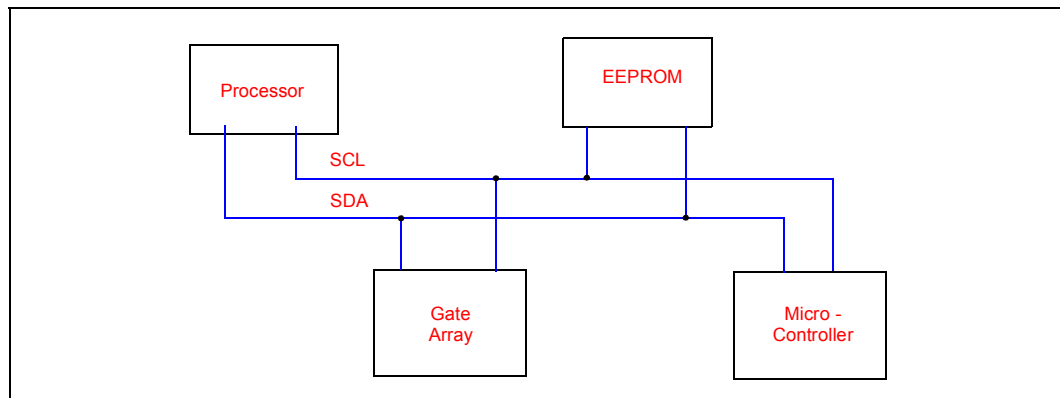 Processor
EEPROM
SCL
SDA
Gate
Array
Micro -
Controller